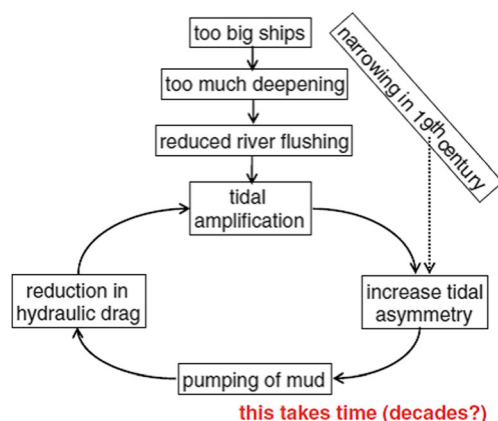 too big ships
too much deepening
reduced river flushing
tidal
amplification
narrowing in 19th century
increase tidal
asymmetry
pumping of mud
reduction in
hydraulic drag
this takes time (decades?)